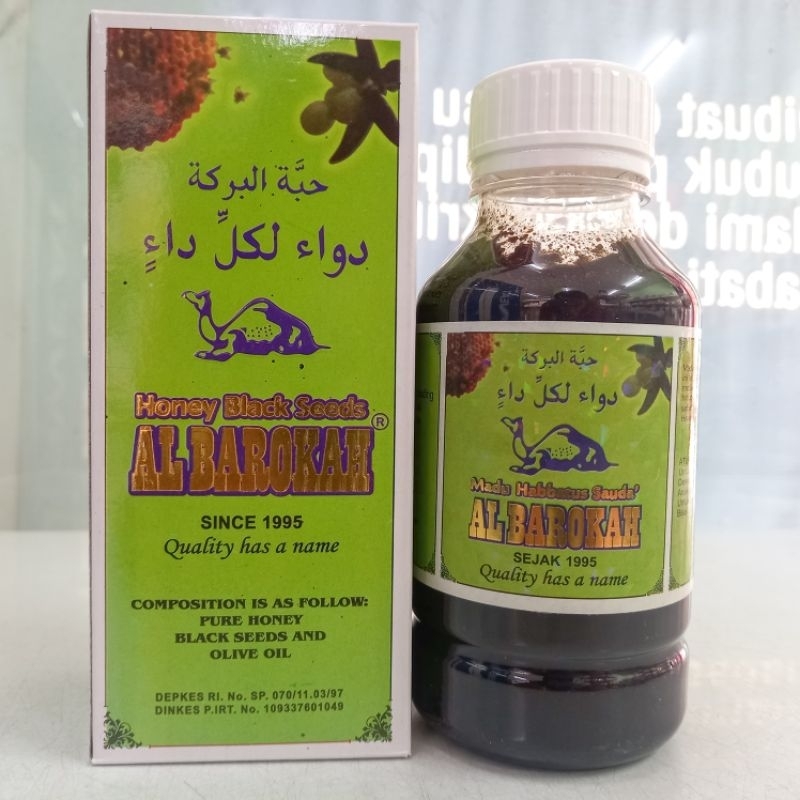 حبَّة البركة
دواء لكلِّ داءٍ
Honey Black Seeds
AL BAROKAH®
SINCE 1995
Quality has a name
COMPOSITION IS AS FOLLOW:
PURE HONEY
BLACK SEEDS AND
OLIVE OIL
DEPKES RI. No. SP. 070/11.03/97
DINKES P.IRT. No. 109337601049
حبَّة البركة
دواء لكلِّ داءٍ
Madu Habbatus Sauda'
AL BAROKAH
SEJAK 1995
Quality has a name